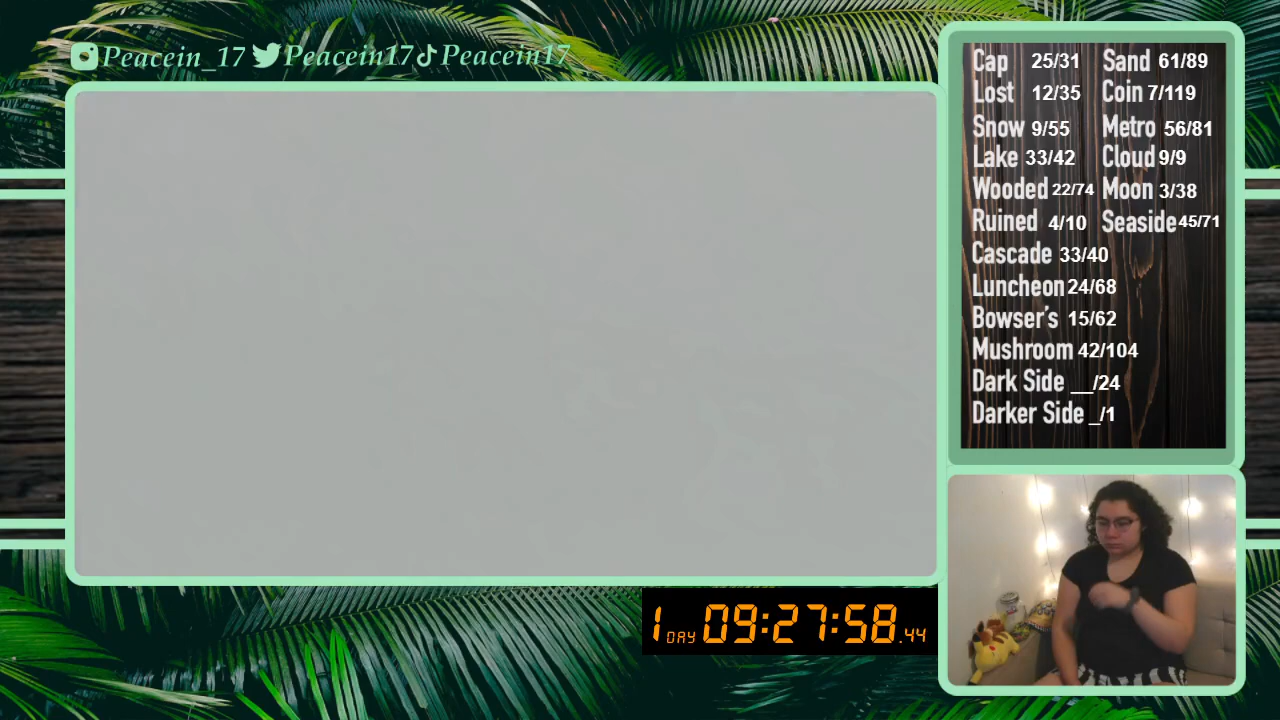 Peacein_17 Peacein17 Peacein17
Cap 25/31 Sand 61/89
Lost 12/35 Coin 7/119
Snow 9/55 Metro 56/81
Lake 33/42 Cloud 9/9
Wooded 22/74 Moon 3/38
Ruined 4/10 Seaside 45/71
Cascade 33/40
Luncheon 24/68
Bowser's 15/62
Mushroom 42/104
Dark Side __/24
Darker Side _/1
1 DAY 09:27:58.44